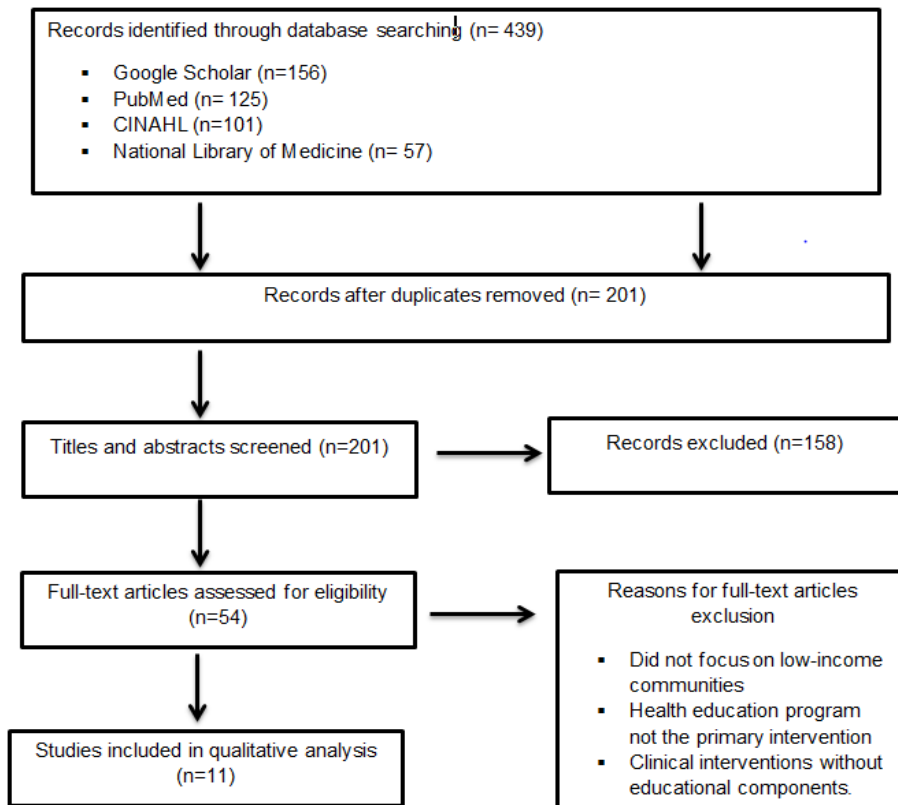 Records identified through database searching (n= 439)
▪ Google Scholar (n=156)
▪ PubMed (n= 125)
▪ CINAHL (n=101)
▪ National Library of Medicine (n= 57)
Records after duplicates removed (n= 201)
Titles and abstracts screened (n=201)
Records excluded (n=158)
Full-text articles assessed for eligibility
(n=54)
Reasons for full-text articles
exclusion
▪ Did not focus on low-income
communities
▪ Health education program
not the primary intervention
▪ Clinical interventions without
educational components.
Studies included in qualitative analysis
(n=11)